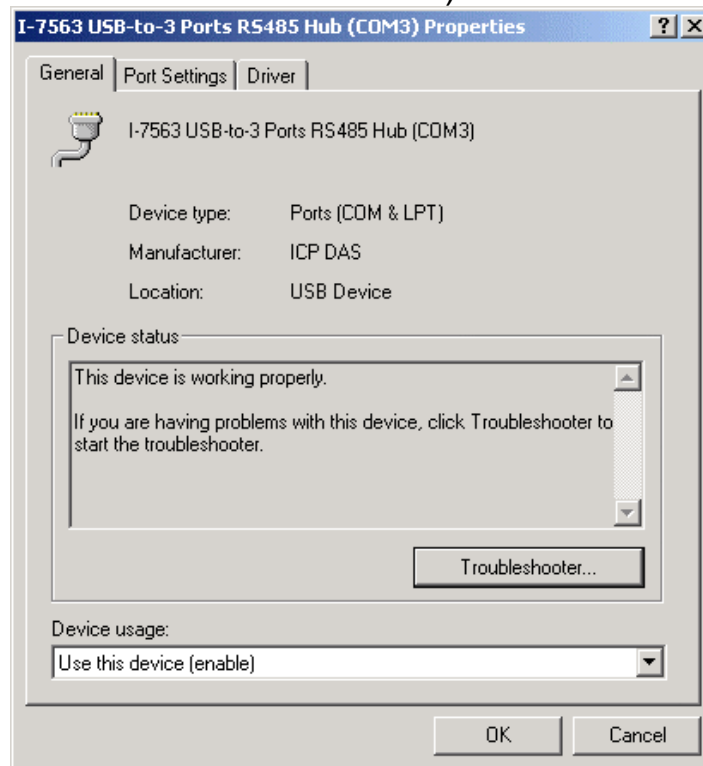 I-7563 USB-to-3 Ports RS485 Hub (COM3) Properties
General
Port Settings
Driver
I-7563 USB-to-3 Ports RS485 Hub (COM3)
Device type: Ports (COM & LPT)
Manufacturer: ICP DAS
Location: USB Device
Device status
This device is working properly.
If you are having problems with this device, click Troubleshooter to
start the troubleshooter.
Troubleshooter...
Device usage:
Use this device (enable)
OK
Cancel